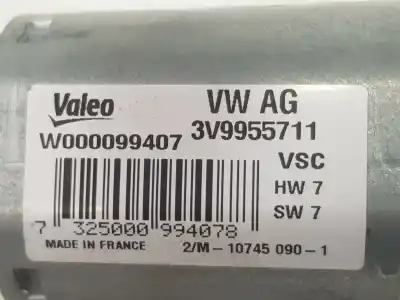 Valeo VW AG
W000099407 3V9955711
VSC
HW 7
SW 7
7 325000 994078
MADE IN FRANCE 2/M-10745 090-1